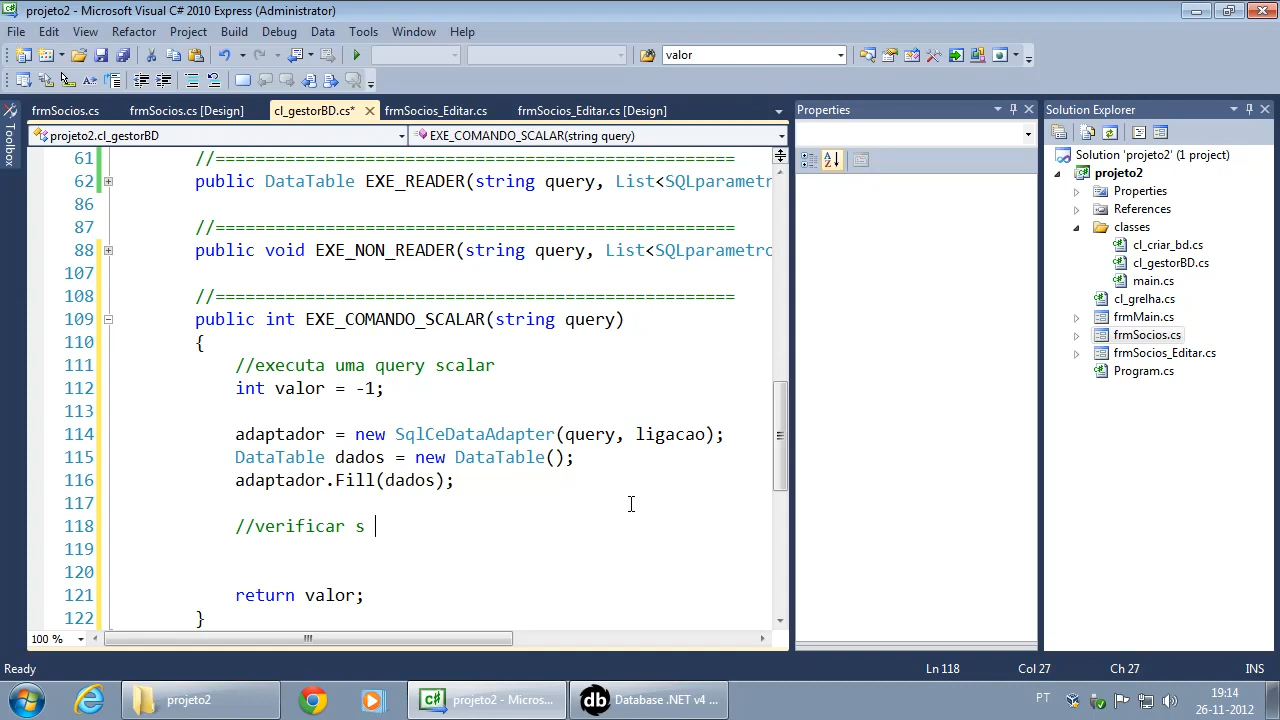 projeto2 - Microsoft Visual C# 2010 Express (Administrator)
File Edit View Refactor Project Build Debug Data Tools Window Help
valor
frmSocios.cs frmSocios.cs [Design] cl_gestorBD.cs* frmSocios_Editar.cs frmSocios_Editar.cs [Design]
projeto2.cl_gestorBD EXE_COMANDO_SCALAR(string query)
Toolbox
61 //====================================================
62 public DataTable EXE_READER(string query, List<SQLparametr
86
87 //====================================================
88 public void EXE_NON_READER(string query, List<SQLparametro
107
108 //====================================================
109 public int EXE_COMANDO_SCALAR(string query)
110 {
111 //executa uma query scalar
112 int valor = -1;
113
114 adaptador = new SqlCeDataAdapter(query, ligacao);
115 DataTable dados = new DataTable();
116 adaptador.Fill(dados);
117
118 //verificar s
119
120
121 return valor;
122 }
100 %
Properties
Solution Explorer
Solution 'projeto2' (1 project)
projeto2
Properties
References
classes
cl_criar_bd.cs
cl_gestorBD.cs
main.cs
cl_grelha.cs
frmMain.cs
frmSocios.cs
frmSocios_Editar.cs
Program.cs
Ready Ln 118 Col 27 Ch 27 INS
projeto2 projeto2 - Micros... db Database .NET v4 ... PT 19:14
26-11-2012